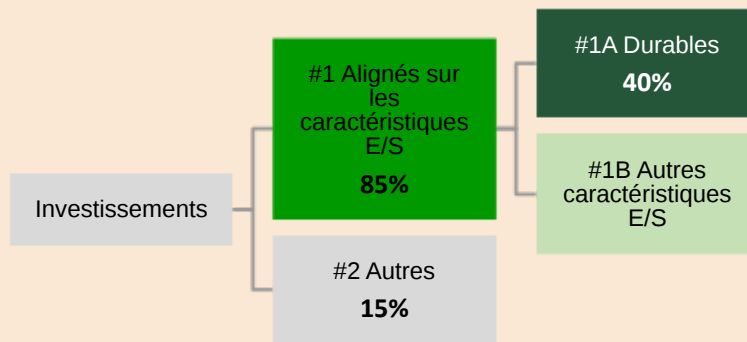 Investissements
#1 Alignés sur
les
caractéristiques
E/S
85%
#2 Autres
15%
#1A Durables
40%
#1B Autres
caractéristiques
E/S